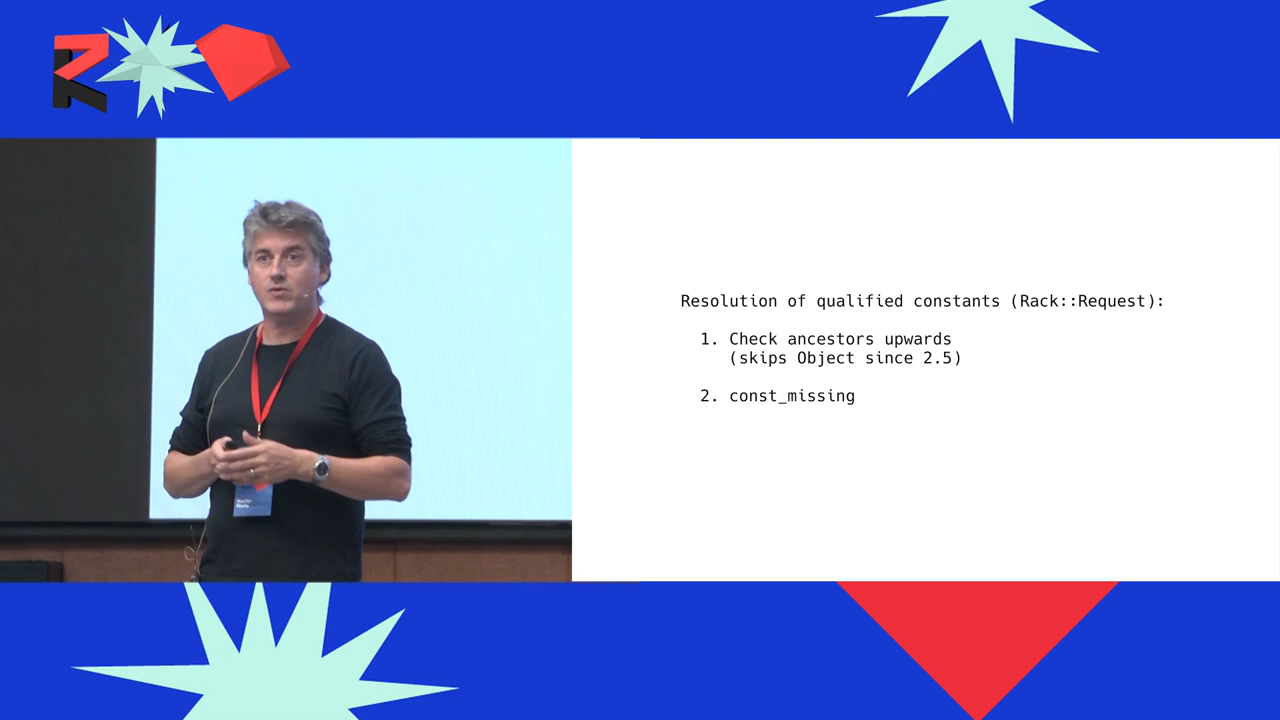 Resolution of qualified constants (Rack::Request):
1. Check ancestors upwards
(skips Object since 2.5)
2. const_missing